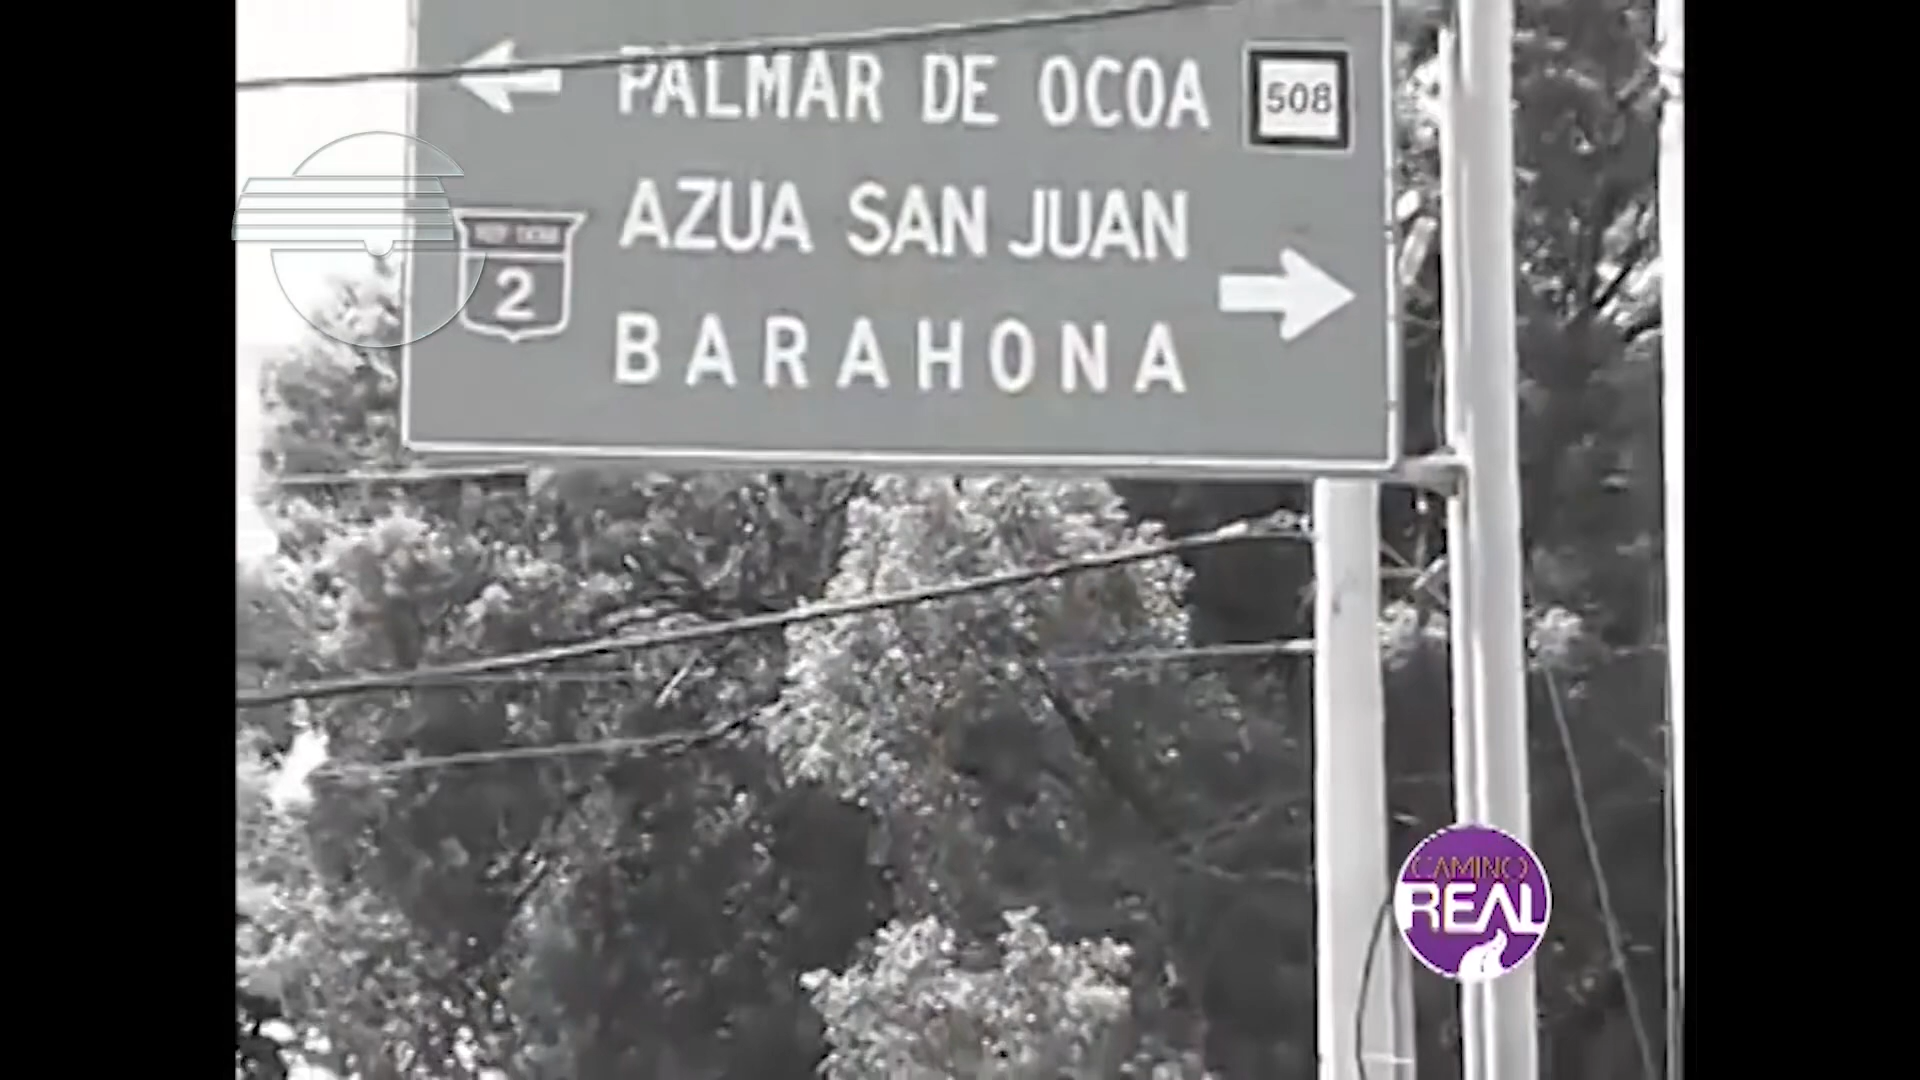 PALMAR DE OCOA 508
AZUA SAN JUAN
2
BARAHONA
CAMINO
REAL